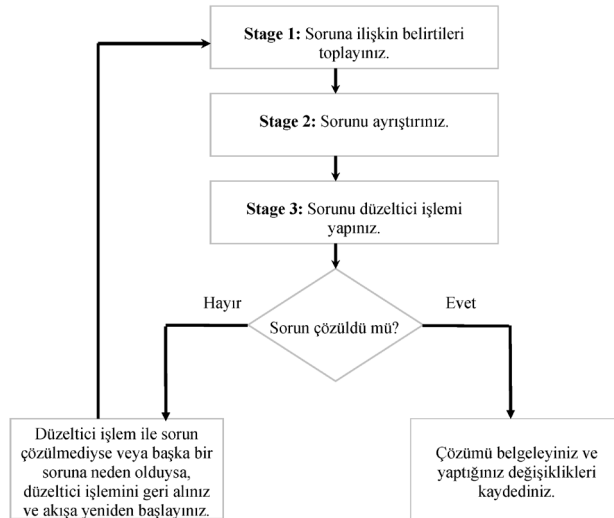 Stage 1: Soruna ilişkin belirtileri
toplayınız.
Stage 2: Sorunu ayrıştırınız.
Stage 3: Sorunu düzeltici işlemi
yapınız.
Sorun çözüldü mü?
Hayır
Evet
Düzeltici işlem ile sorun
çözülmediyse veya başka bir
soruna neden olduysa,
düzeltici işlemini geri alınız
ve akışa yeniden başlayınız.
Çözümü belgeleyiniz ve
yaptığınız değişiklikleri
kaydediniz.